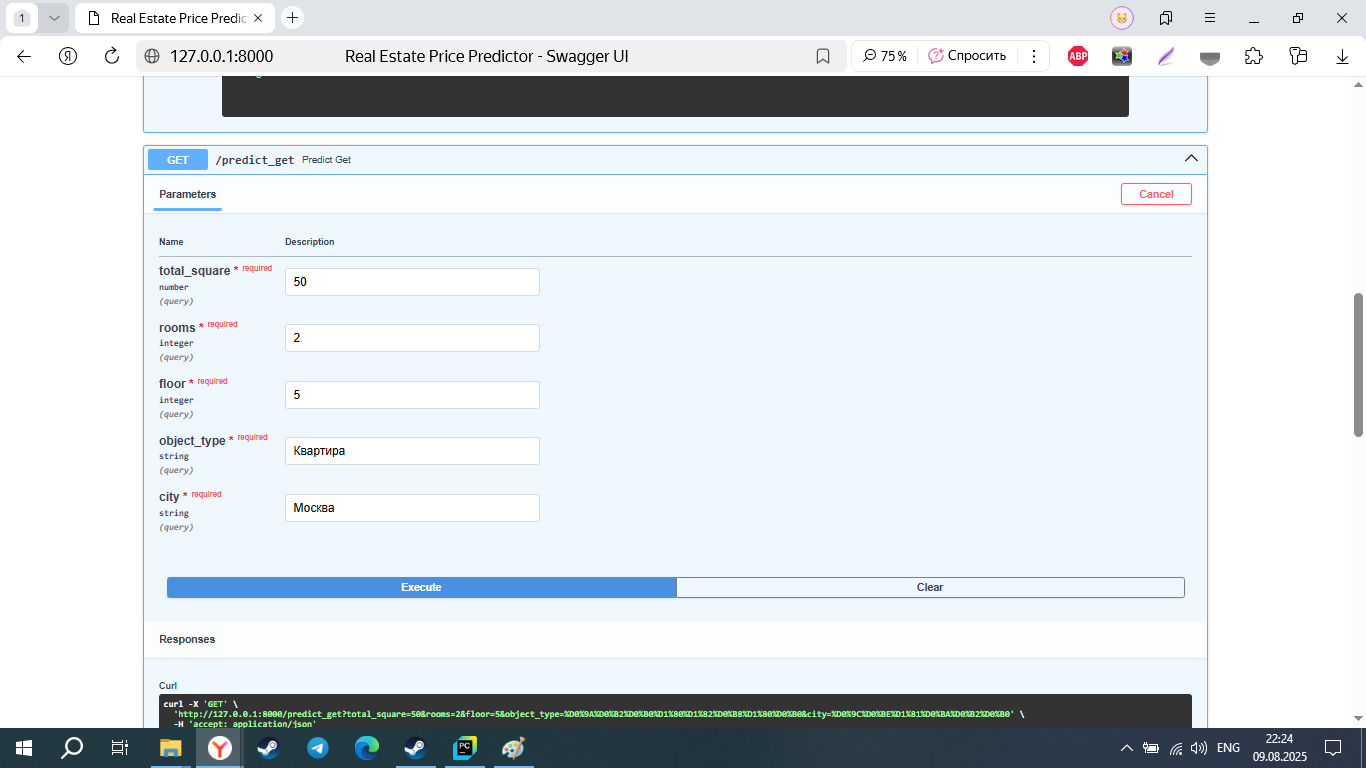 1
Real Estate Price Predic
127.0.0.1:8000
Real Estate Price Predictor - Swagger UI
75 %
Спросить
ABP
GET
/predict_get
Predict Get
Parameters
Cancel
Name Description
total_square * required
number
(query)
50
rooms * required
integer
(query)
2
floor * required
integer
(query)
5
object_type * required
string
(query)
Квартира
city * required
string
(query)
Москва
Execute
Clear
Responses
Curl
curl -X 'GET' \
'http://127.0.0.1:8000/predict_get?total_square=50&rooms=2&floor=5&object_type=%D0%9A%D0%B2%D0%B0%D1%80%D1%82%D0%B8%D1%80%D0%B0&city=%D0%9C%D0%BE%D1%81%D0%BA%D0%B2%D0%B0' \
-H 'accept: application/json'
PC
ENG
22:24
09.08.2025